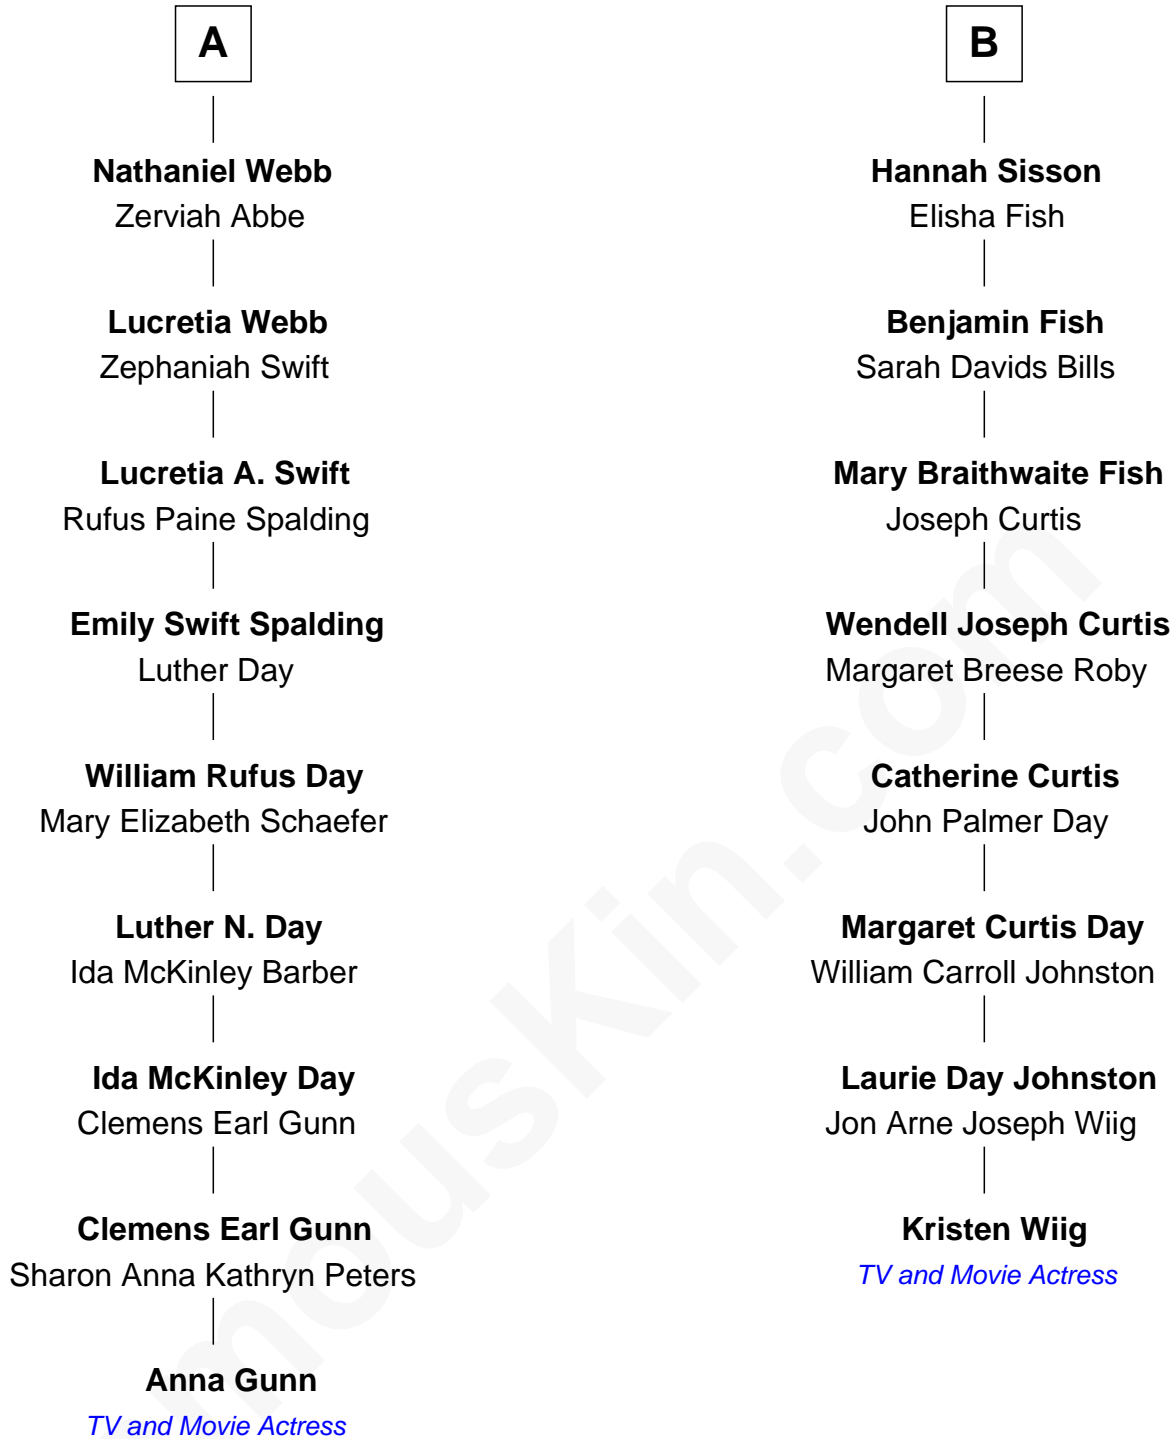 A
Nathaniel Webb
Zerviah Abbe
Lucretia Webb
Zephaniah Swift
Lucretia A. Swift
Rufus Paine Spalding
Emily Swift Spalding
Luther Day
William Rufus Day
Mary Elizabeth Schaefer
Luther N. Day
Ida McKinley Barber
Ida McKinley Day
Clemens Earl Gunn
Clemens Earl Gunn
Sharon Anna Kathryn Peters
Anna Gunn
TV and Movie Actress
B
Hannah Sisson
Elisha Fish
Benjamin Fish
Sarah Davids Bills
Mary Braithwaite Fish
Joseph Curtis
Wendell Joseph Curtis
Margaret Breese Roby
Catherine Curtis
John Palmer Day
Margaret Curtis Day
William Carroll Johnston
Laurie Day Johnston
Jon Arne Joseph Wiig
Kristen Wiig
TV and Movie Actress
mousKin.com